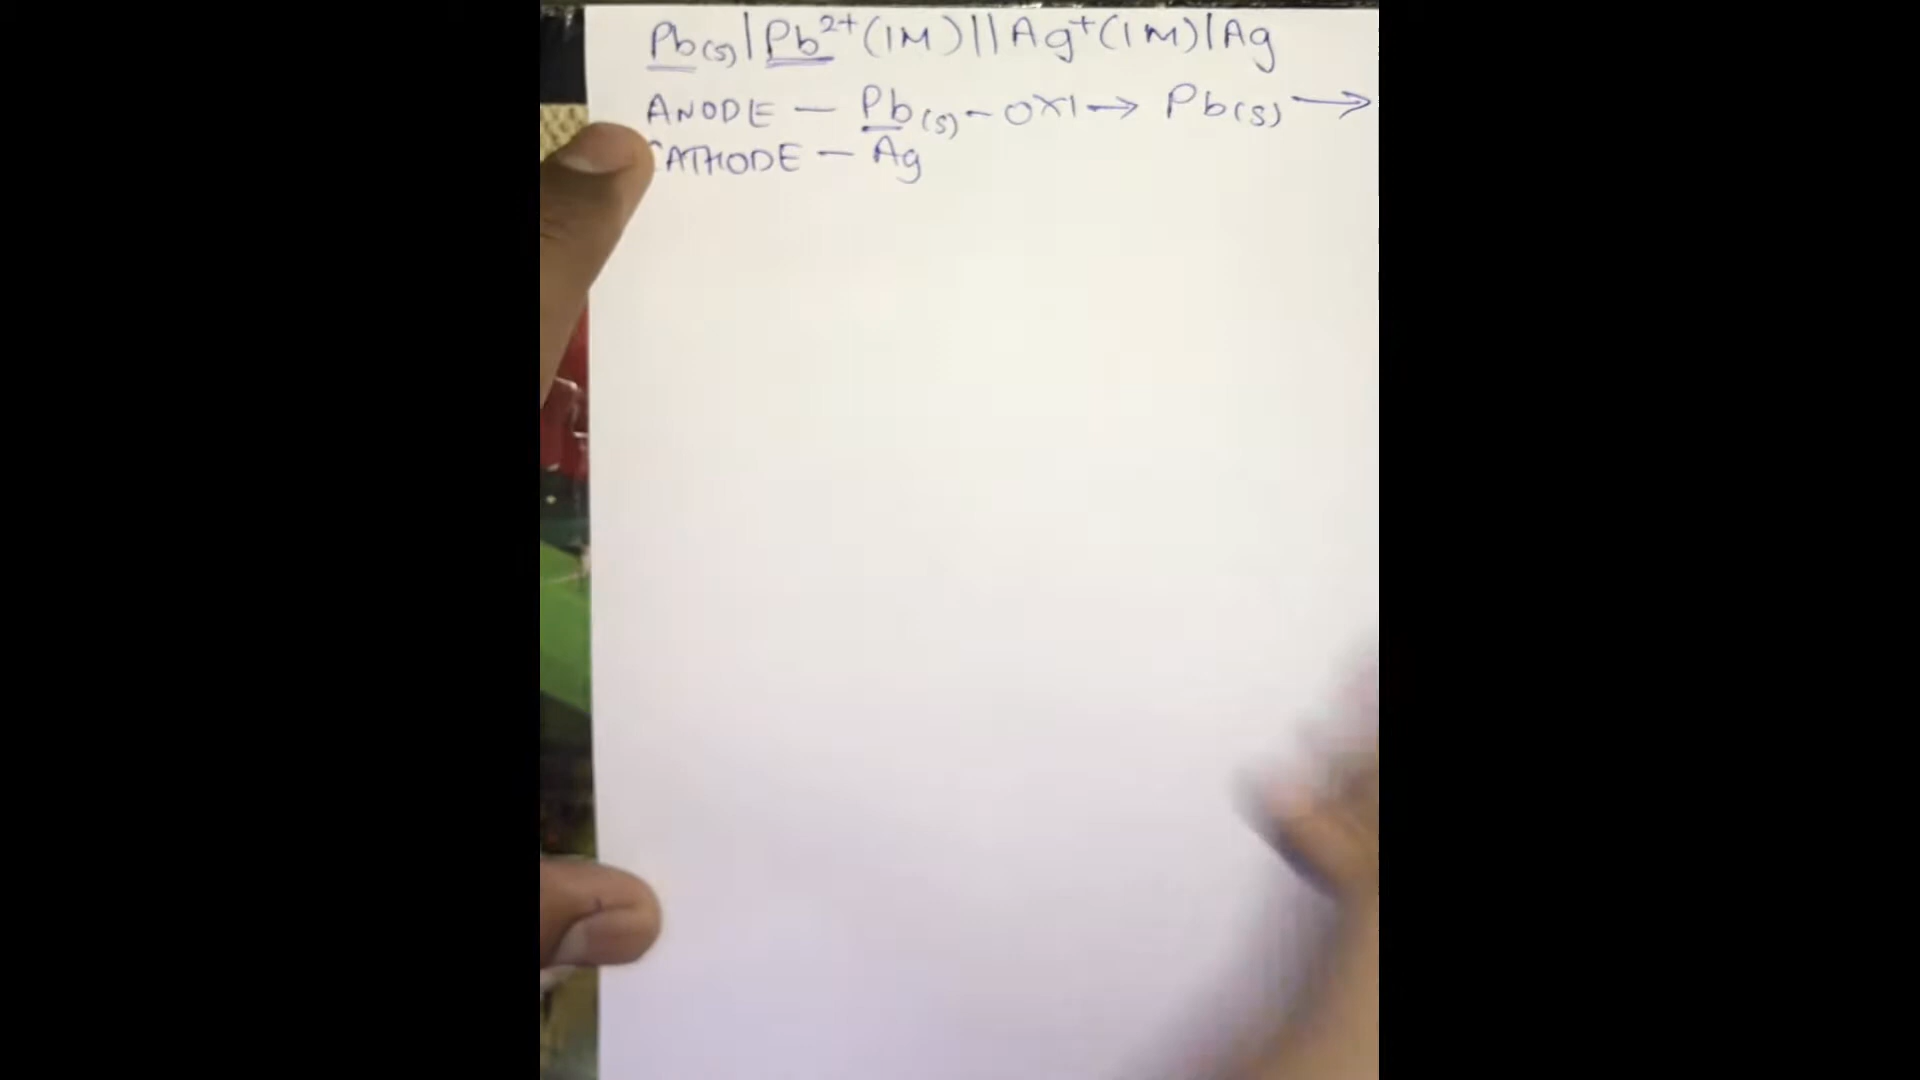 Pb(s)|Pb²⁺(1M)||Ag⁺(1M)|Ag
ANODE — Pb(s) - OXI → Pb(s) →
CATHODE — Ag